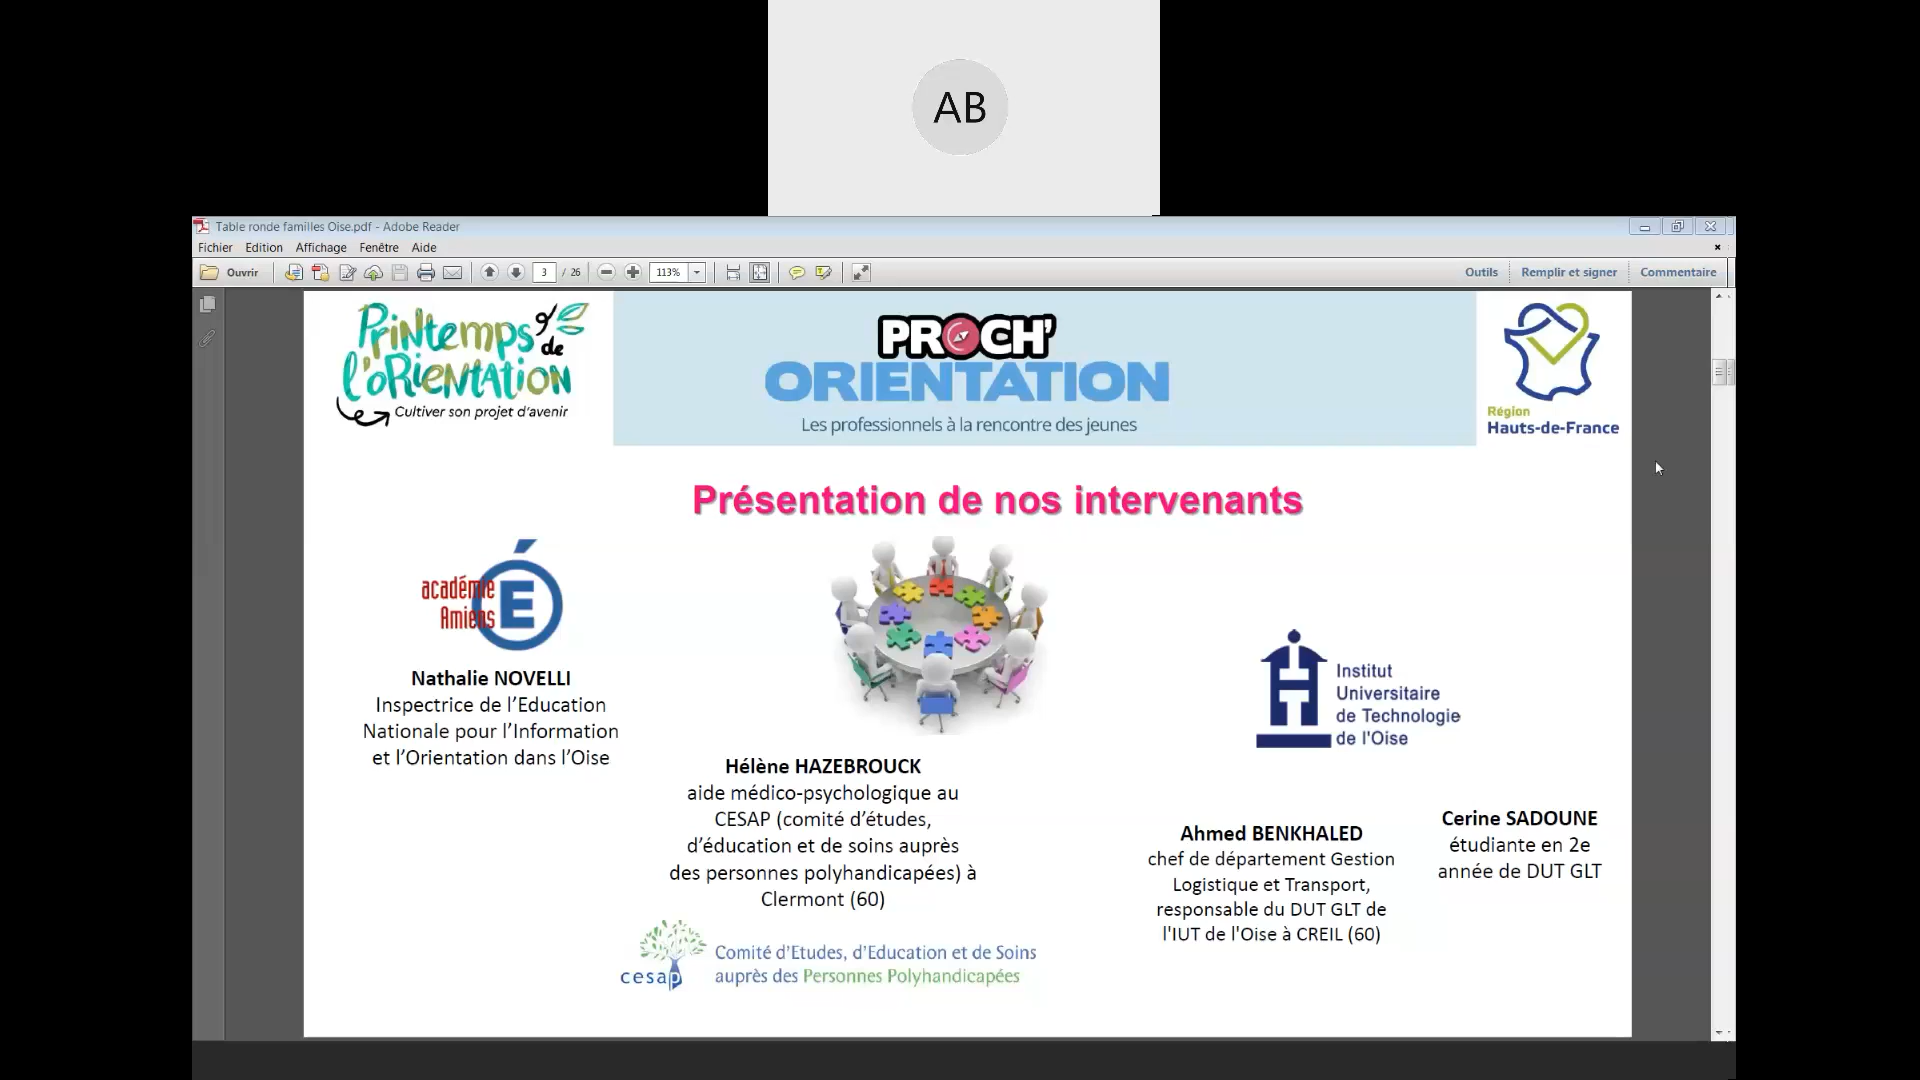 AB
Table ronde familles Oise.pdf - Adobe Reader
Fichier Edition Affichage Fenêtre Aide
Ouvrir 3 / 26 113% Outils Remplir et signer Commentaire
Printemps
de
l'orientation
Cultiver son projet d'avenir
PROCH'
ORIENTATION
Les professionnels à la rencontre des jeunes
Région
Hauts-de-France
Présentation de nos intervenants
académie
Amiens
É
Nathalie NOVELLI
Inspectrice de l’Education
Nationale pour l’Information
et l’Orientation dans l’Oise
Hélène HAZEBROUCK
aide médico-psychologique au
CESAP (comité d’études,
d’éducation et de soins auprès
des personnes polyhandicapées) à
Clermont (60)
cesap
Comité d’Etudes, d’Education et de Soins
auprès des Personnes Polyhandicapées
Institut
Universitaire
de Technologie
de l'Oise
Ahmed BENKHALED
chef de département Gestion
Logistique et Transport,
responsable du DUT GLT de
l'IUT de l'Oise à CREIL (60)
Cerine SADOUNE
étudiante en 2e
année de DUT GLT